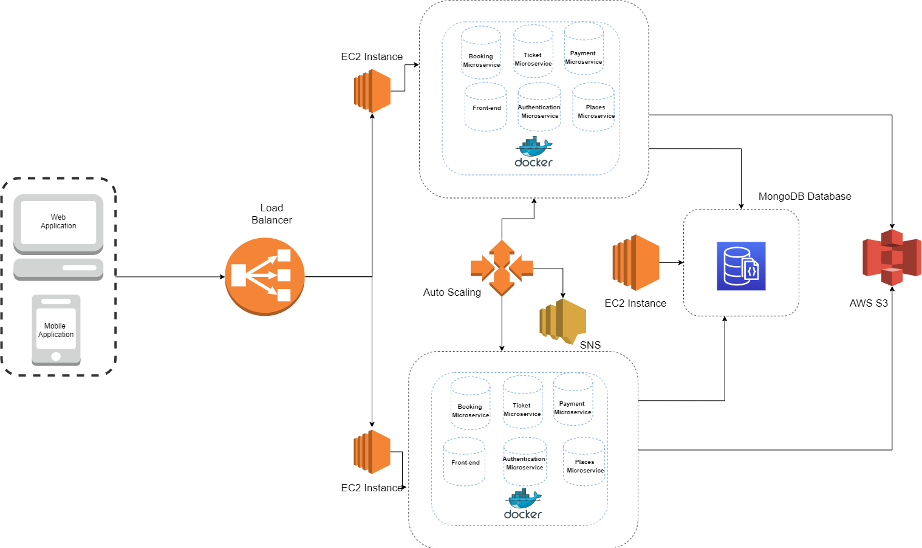 EC2 Instance
Booking
Microservice
Ticket
Microservice
Payment
Microservice
Front-end
Authentication
Microservice
Places
Microservice
docker
Web
Application
Mobile
Application
Load
Balancer
Auto Scaling
SNS
EC2 Instance
MongoDB Database
AWS S3
EC2 Instance
Booking
Microservice
Ticket
Microservice
Payment
Microservice
Front-end
Authentication
Microservice
Places
Microservice
docker